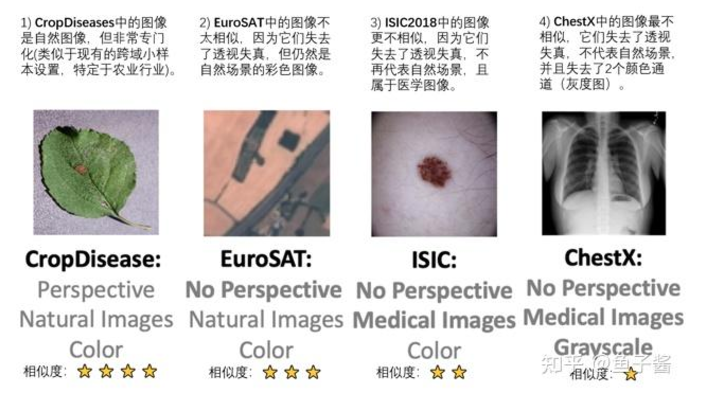 1) CropDiseases中的图像
是自然图像，但非常专门
化(类似于现有的跨域小样
本设置，特定于农业行业)。
2) EuroSAT中的图像不
太相似，因为它们失去
了透视失真，但仍然是
自然场景的彩色图像。
3) ISIC2018中的图像
更不相似，因为它们
失去了透视失真，不
再代表自然场景，且
属于医学图像。
4) ChestX中的图像最不
相似，它们失去了透视
失真，不代表自然场景，
并且失去了2个颜色通
道（灰度图）。
CropDisease:
Perspective
Natural Images
Color
相似度：
EuroSAT:
No Perspective
Natural Images
Color
相似度：
ISIC:
No Perspective
Medical Images
Color
相似度：
ChestX:
No Perspective
Medical Images
Grayscale
相似度：
知乎 @鱼子酱